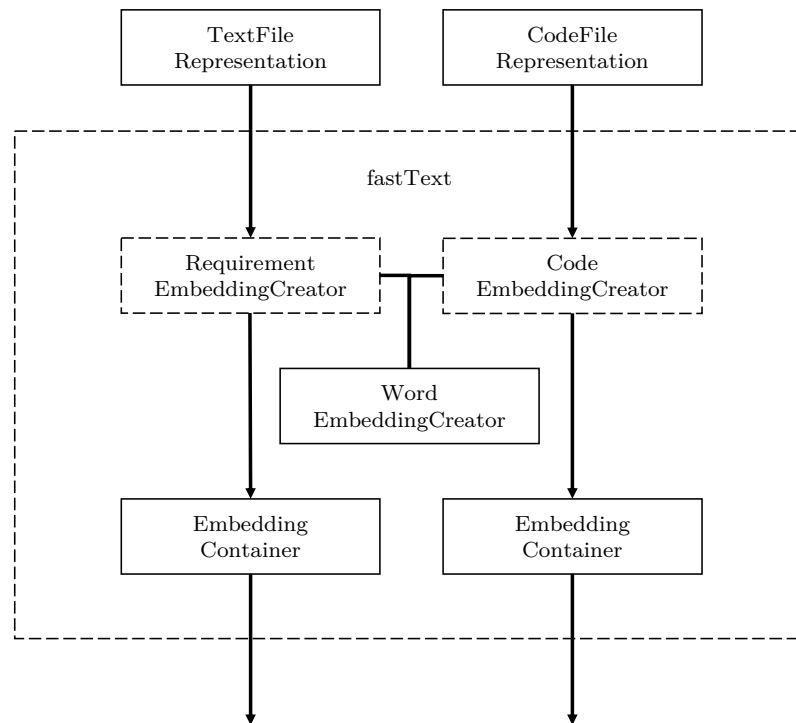 TextFile
Representation
CodeFile
Representation
fastText
Requirement
EmbeddingCreator
Code
EmbeddingCreator
Word
EmbeddingCreator
Embedding
Container
Embedding
Container